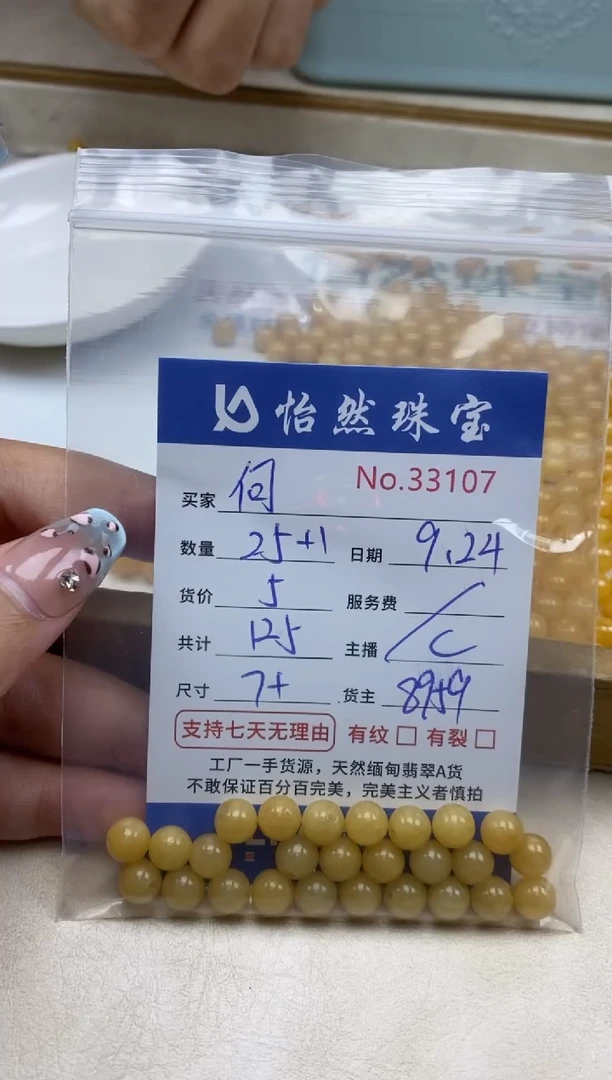 怡然珠宝
No.33107
买家 何
数量 25+1 日期 9.24
货价 5 服务费 /
共计 125 主播 C
尺寸 7+ 货主
支持七天无理由 有纹 □ 有裂 □
工厂一手货源，天然缅甸翡翠A货
不敢保证百分百完美，完美主义者慎拍